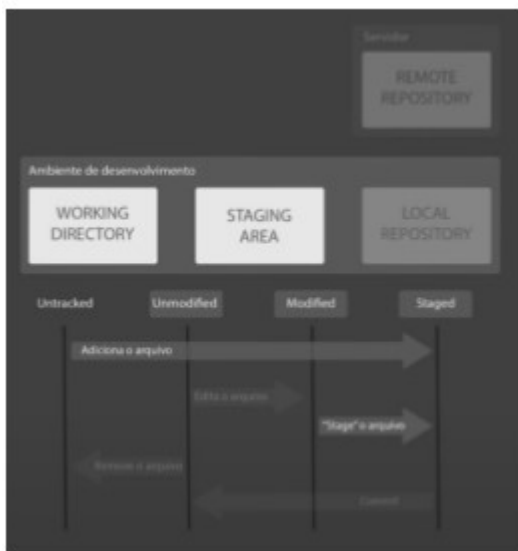 Servidor
REMOTE
REPOSITORY
Ambiente de desenvolvimento
WORKING
DIRECTORY
STAGING
AREA
LOCAL
REPOSITORY
Untracked
Unmodified
Modified
Staged
Adiciona o arquivo
Edita o arquivo
"Stage" o arquivo
Remove o arquivo
Commit